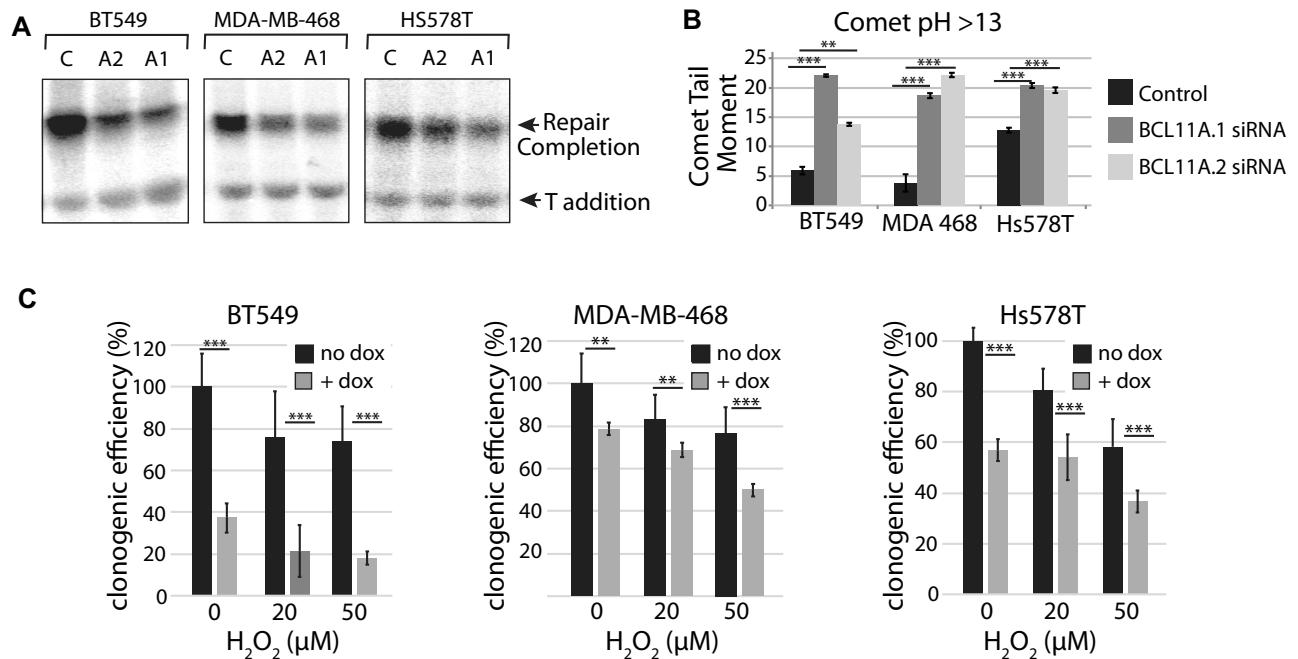 A
BT549 MDA-MB-468 HS578T
C A2 A1 C A2 A1 C A2 A1
Repair
Completion
T addition
B
Comet pH >13
Comet Tail
Moment
25
20
15
10
5
0
** *** *** *** *** ***
BT549 MDA 468 Hs578T
Control
BCL11A.1 siRNA
BCL11A.2 siRNA
C
BT549
clonogenic efficiency (%)
120
100
80
60
40
20
0
no dox
+ dox
*** *** ***
0 20 50
H₂O₂ (µM)
MDA-MB-468
clonogenic efficiency (%)
120
100
80
60
40
20
no dox
+ dox
** ** ***
0 20 50
H₂O₂ (µM)
Hs578T
clonogenic efficiency (%)
100
80
60
40
20
0
no dox
+ dox
*** *** ***
0 20 50
H₂O₂ (µM)